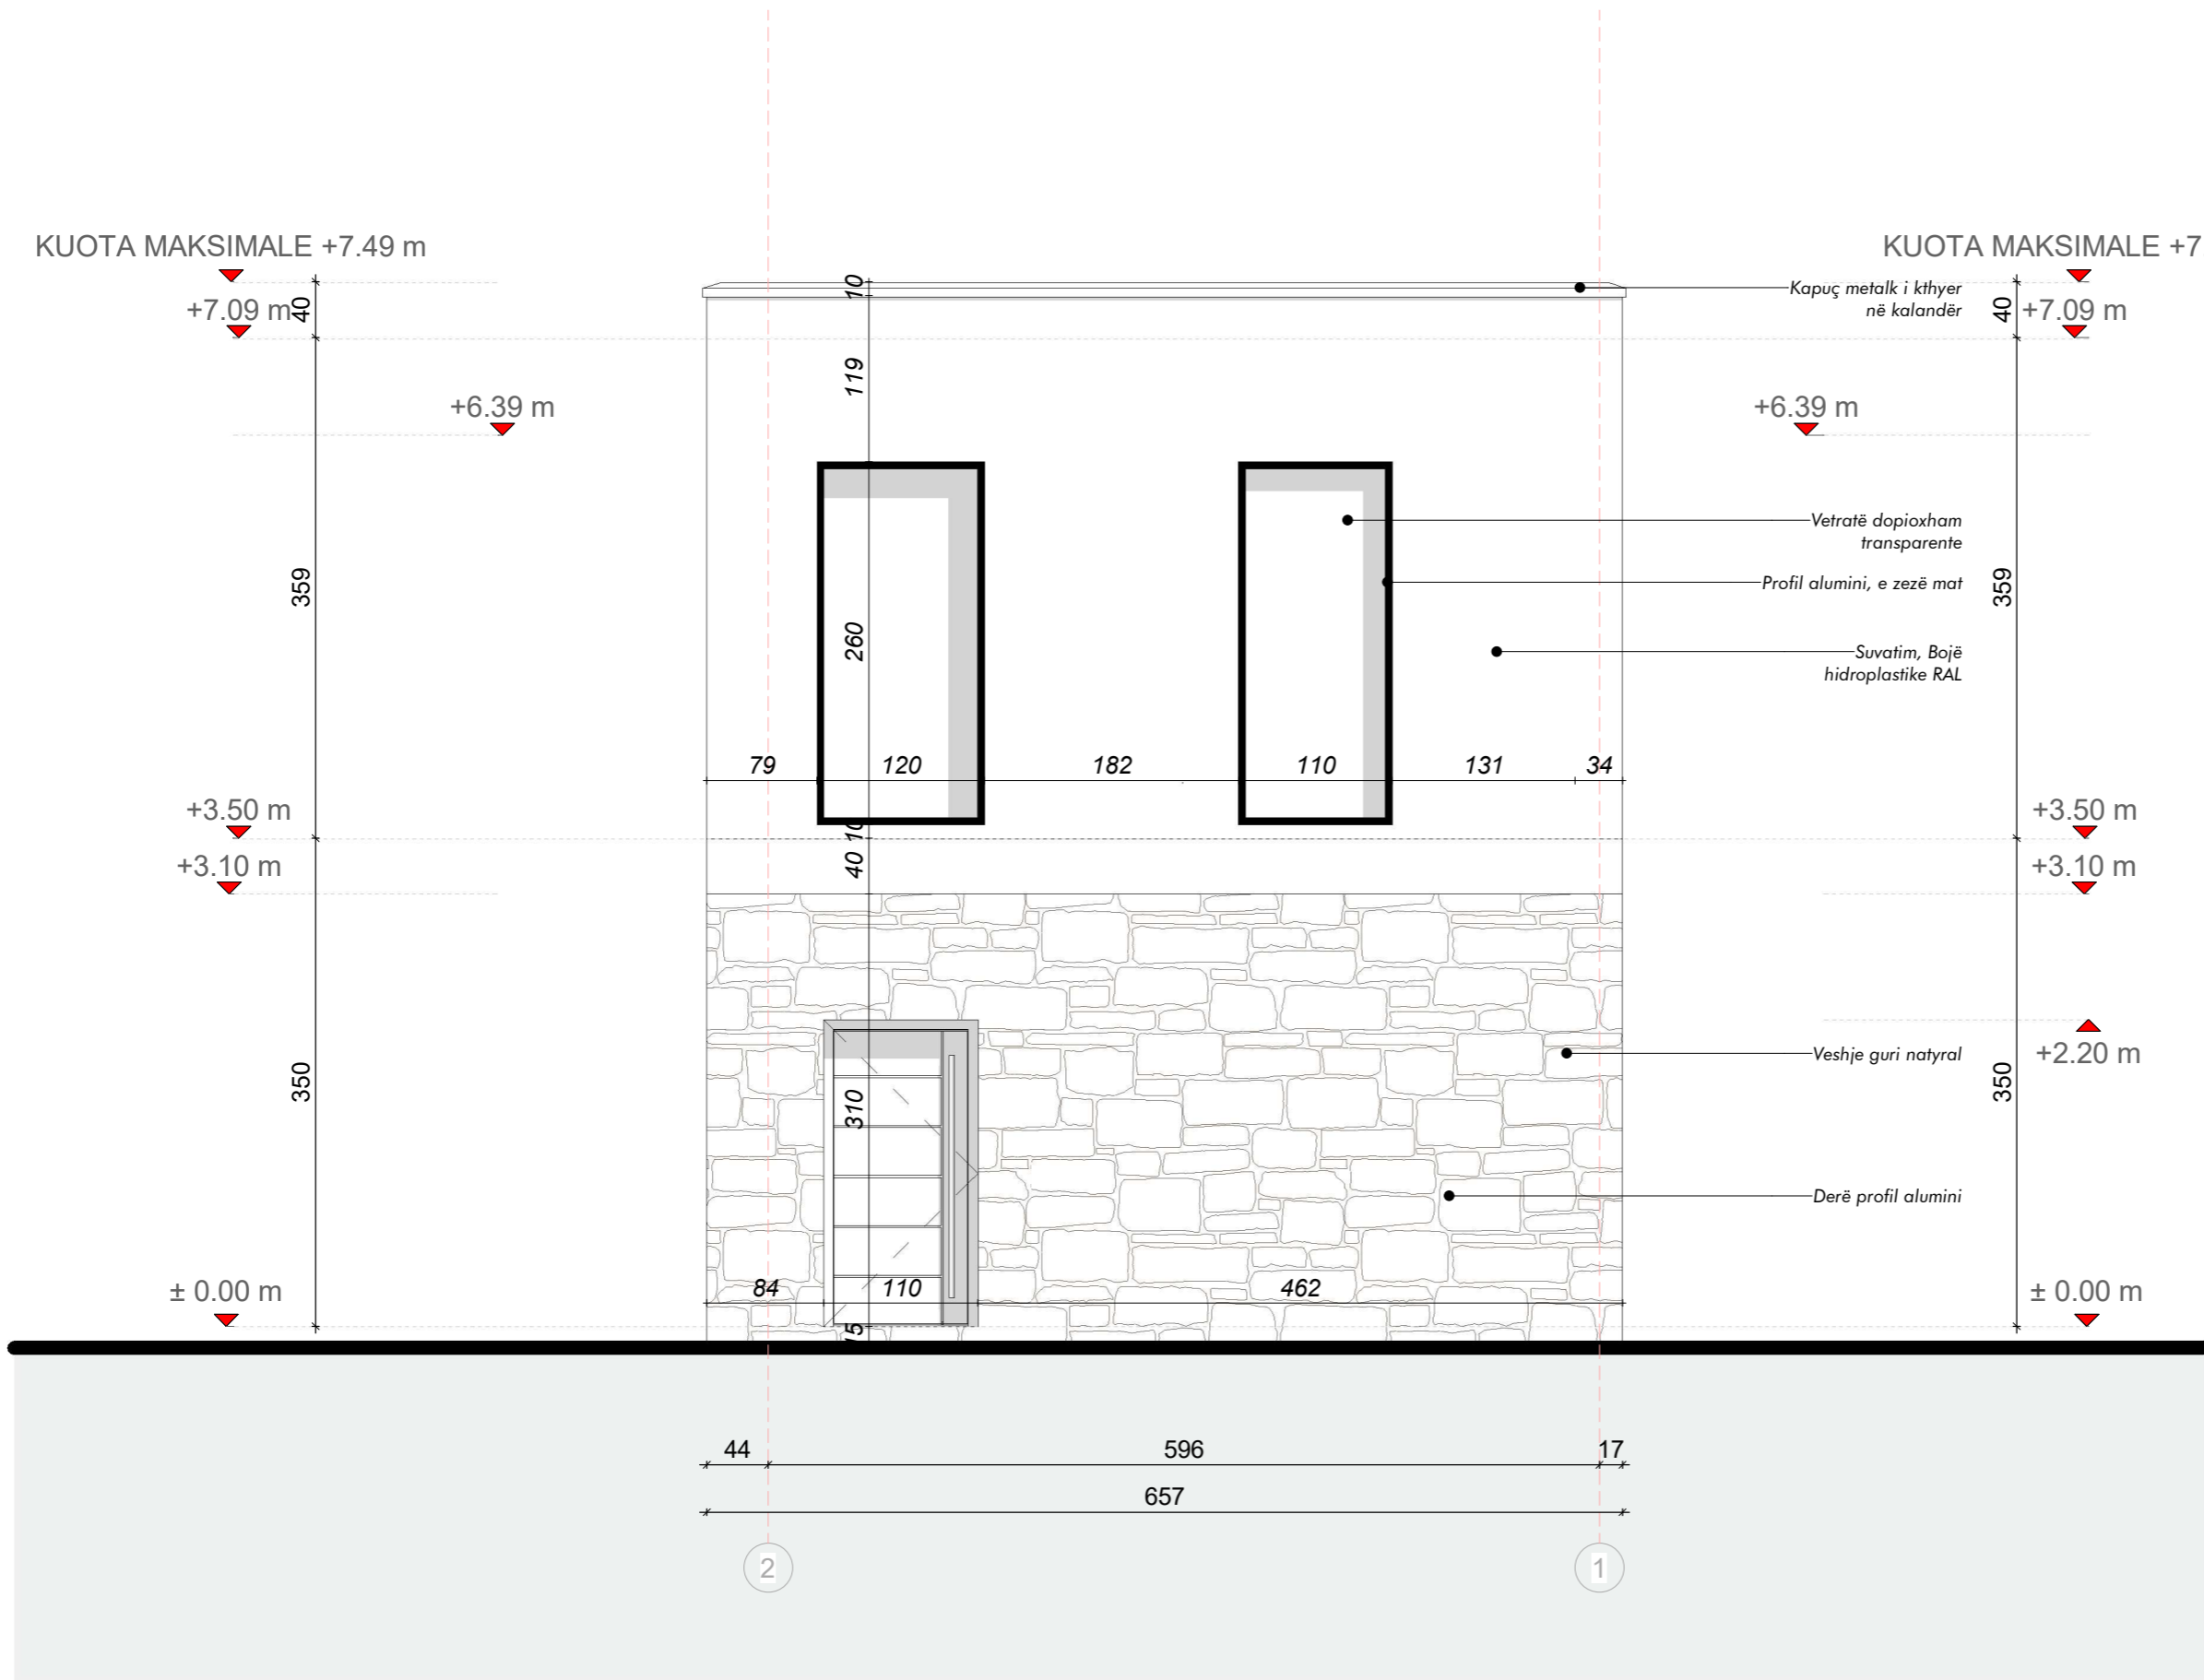 KUOTA MAKSIMALE +7.49 m
KUOTA MAKSIMALE +7
10
Kapuç metalk i kthyer
në kalandër
40
+7.09 m
40
+7.09 m
119
+6.39 m
+6.39 m
Vetratë dopioxham
transparente
Profil alumini, e zezë mat
359
260
359
Suvatim, Bojë
hidroplastike RAL
79
120
182
110
131
34
+3.50 m
10
+3.50 m
+3.10 m
40
+3.10 m
Veshje guri natyral
+2.20 m
350
310
350
Derë profil alumini
± 0.00 m
84
110
462
± 0.00 m
15
44
596
17
657
2
1